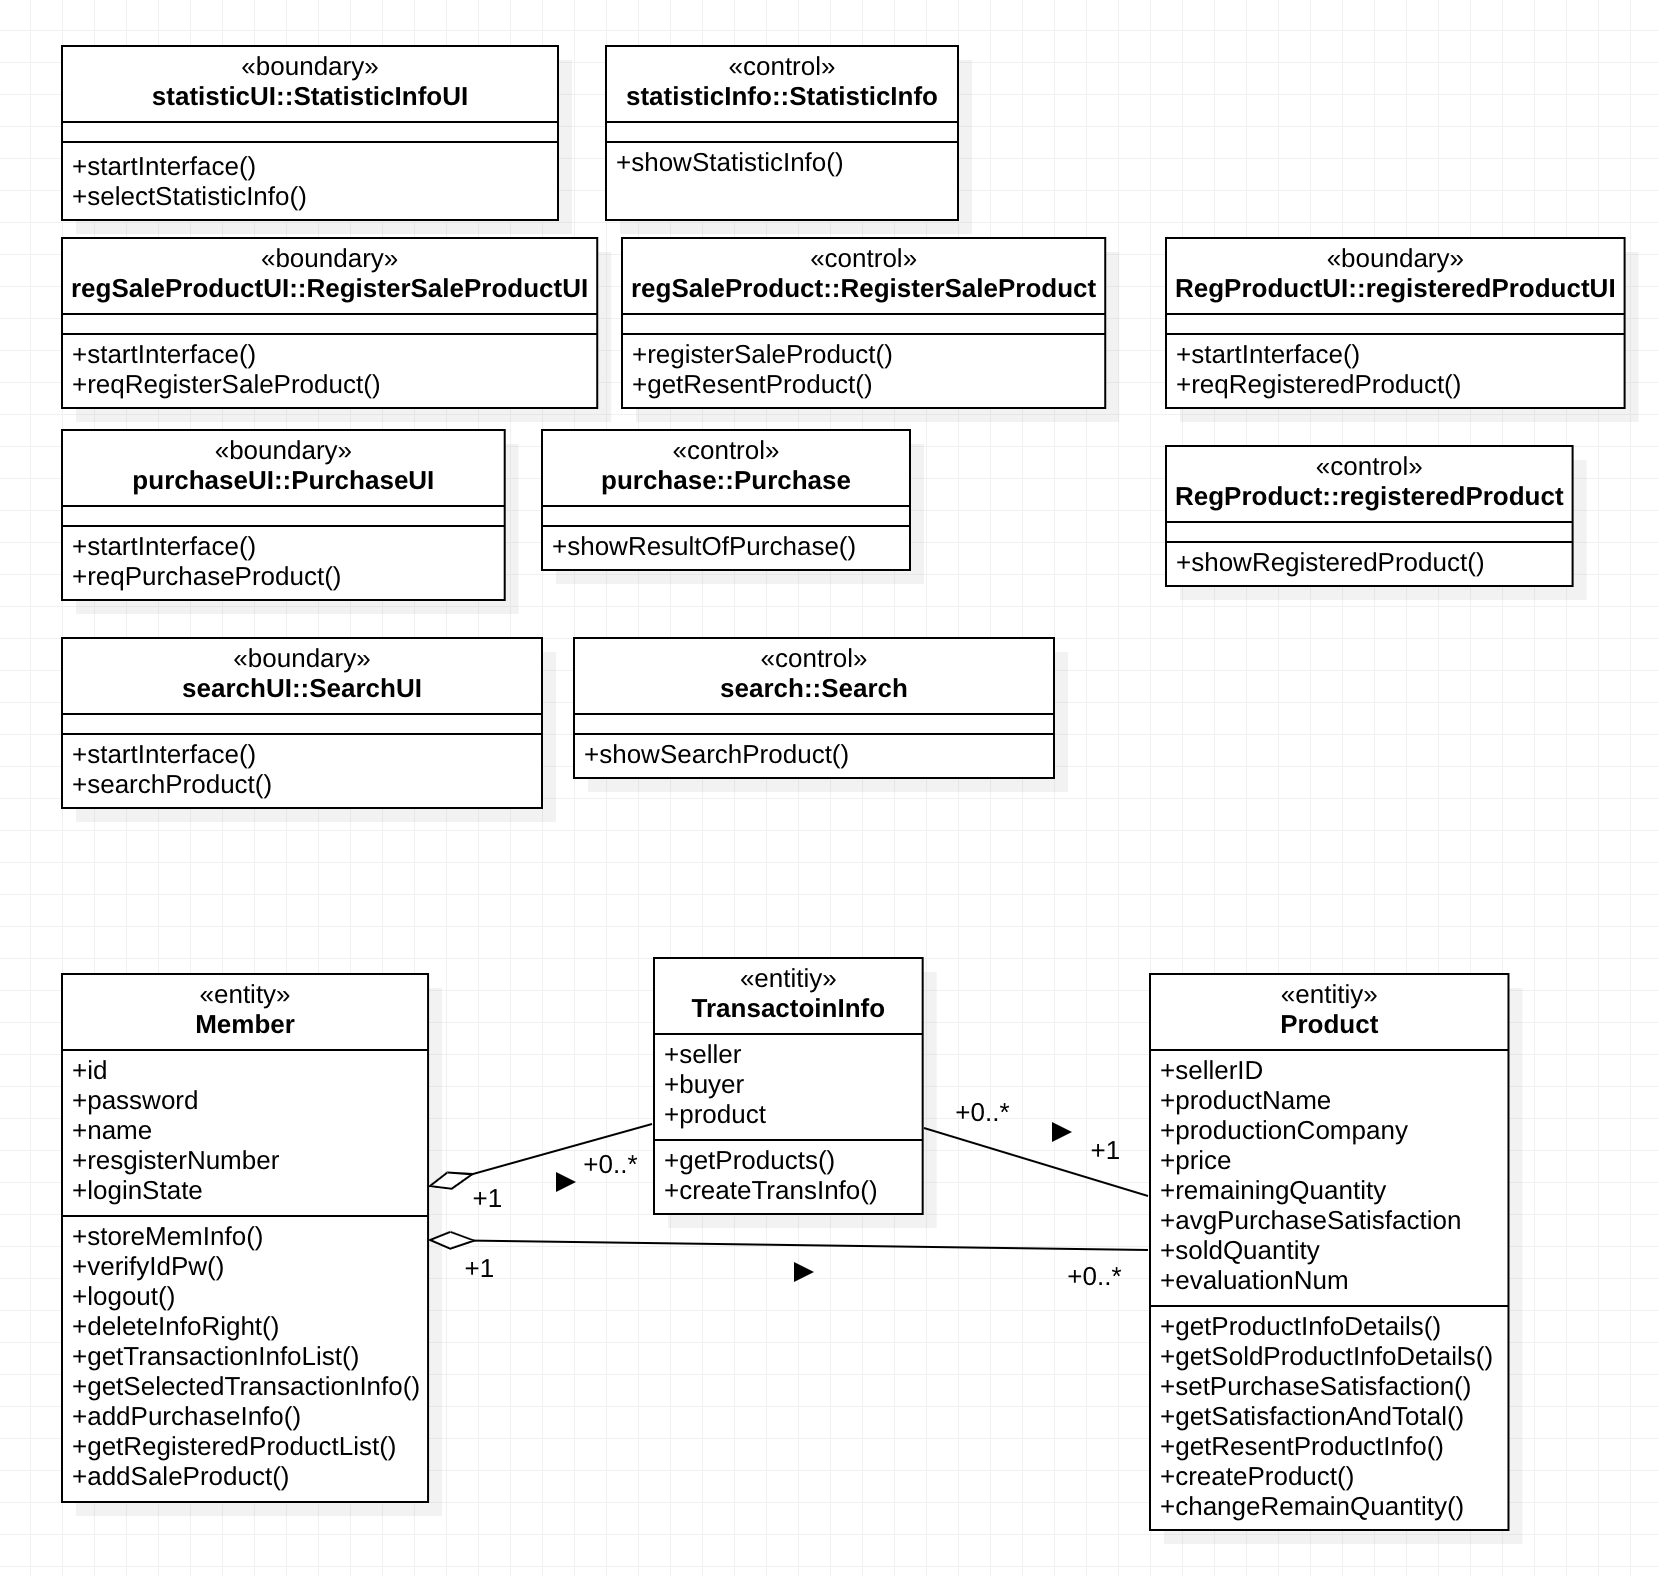 «boundary»
statisticUI::StatisticInfoUI
+startInterface()
+selectStatisticInfo()
«control»
statisticInfo::StatisticInfo
+showStatisticInfo()
«boundary»
regSaleProductUI::RegisterSaleProductUI
+startInterface()
+reqRegisterSaleProduct()
«control»
regSaleProduct::RegisterSaleProduct
+registerSaleProduct()
+getResentProduct()
«boundary»
RegProductUI::registeredProductUI
+startInterface()
+reqRegisteredProduct()
«boundary»
purchaseUI::PurchaseUI
+startInterface()
+reqPurchaseProduct()
«control»
purchase::Purchase
+showResultOfPurchase()
«control»
RegProduct::registeredProduct
+showRegisteredProduct()
«boundary»
searchUI::SearchUI
+startInterface()
+searchProduct()
«control»
search::Search
+showSearchProduct()
«entity»
Member
+id
+password
+name
+resgisterNumber
+loginState
+storeMemInfo()
+verifyIdPw()
+logout()
+deleteInfoRight()
+getTransactionInfoList()
+getSelectedTransactionInfo()
+addPurchaseInfo()
+getRegisteredProductList()
+addSaleProduct()
+1
+0..*
+1
+0..*
«entitiy»
TransactoinInfo
+seller
+buyer
+product
+getProducts()
+createTransInfo()
+0..*
+1
«entitiy»
Product
+sellerID
+productName
+productionCompany
+price
+remainingQuantity
+avgPurchaseSatisfaction
+soldQuantity
+evaluationNum
+getProductInfoDetails()
+getSoldProductInfoDetails()
+setPurchaseSatisfaction()
+getSatisfactionAndTotal()
+getResentProductInfo()
+createProduct()
+changeRemainQuantity()